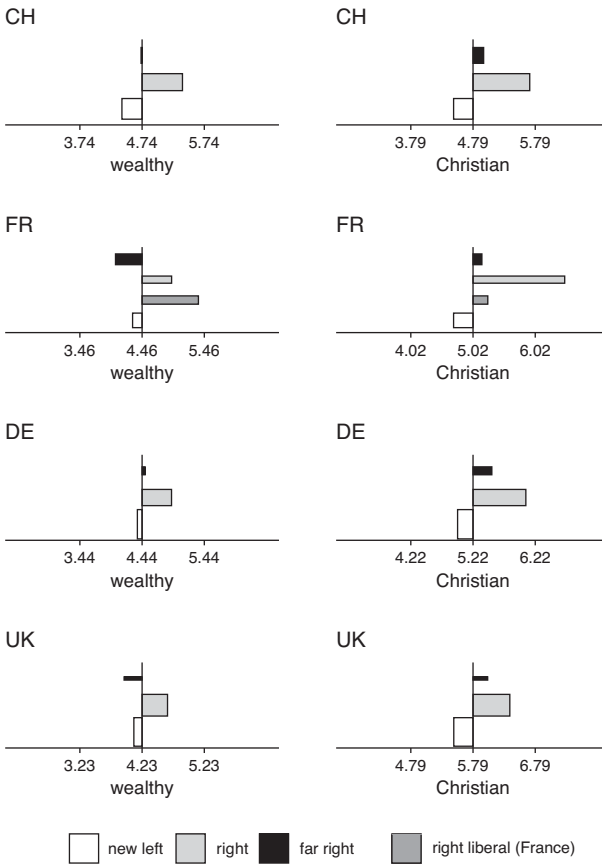 CH
3.74 4.74 5.74
wealthy
CH
3.79 4.79 5.79
Christian
FR
3.46 4.46 5.46
wealthy
FR
4.02 5.02 6.02
Christian
DE
3.44 4.44 5.44
wealthy
DE
4.22 5.22 6.22
Christian
UK
3.23 4.23 5.23
wealthy
UK
4.79 5.79 6.79
Christian
new left right far right right liberal (France)